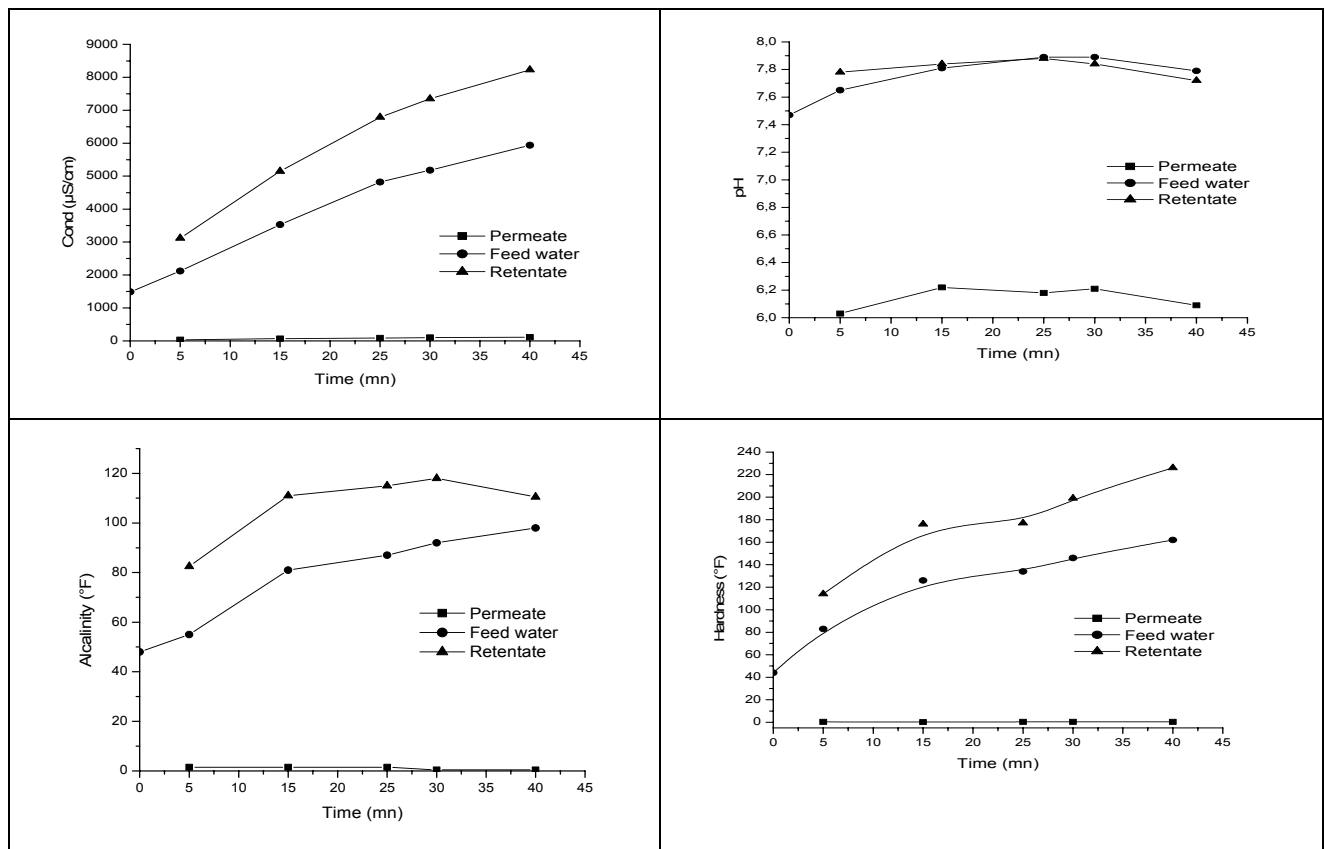 9000
8000
7000
6000
5000
4000
3000
2000
1000
0
Cond (µS/cm)
Permeate
Feed water
Retentate
0 5 10 15 20 25 30 35 40 45
Time (mn)
8,0
7,8
7,6
7,4
7,2
7,0
6,8
6,6
6,4
6,2
6,0
pH
Permeate
Feed water
Retentate
0 5 10 15 20 25 30 35 40 45
Time (mn)
120
100
80
60
40
20
0
Alcalinity (°F)
Permeate
Feed water
Retentate
0 5 10 15 20 25 30 35 40 45
Time (mn)
240
220
200
180
160
140
120
100
80
60
40
20
0
Hardness (°F)
Permeate
Feed water
Retentate
0 5 10 15 20 25 30 35 40 45
Time (mn)